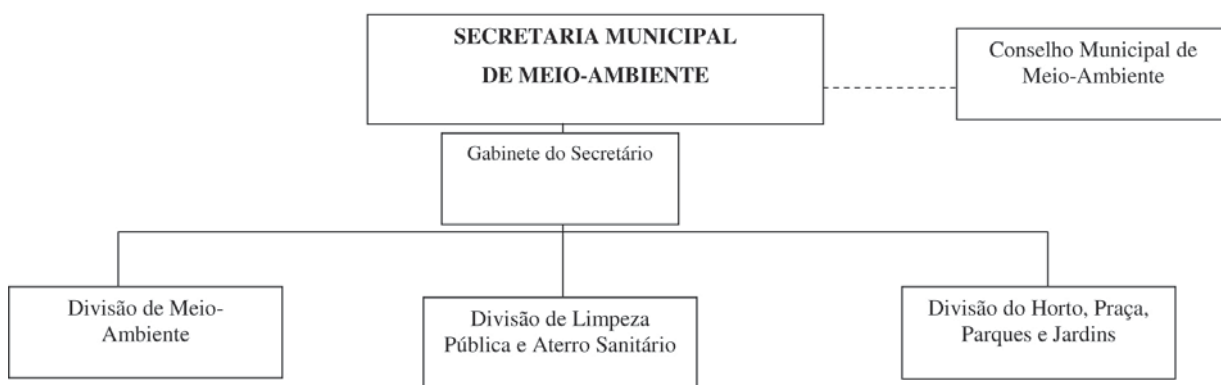 SECRETARIA MUNICIPAL
DE MEIO-AMBIENTE
Conselho Municipal de
Meio-Ambiente
Gabinete do Secretário
Divisão de Meio-
Ambiente
Divisão de Limpeza
Pública e Aterro Sanitário
Divisão do Horto, Praça,
Parques e Jardins